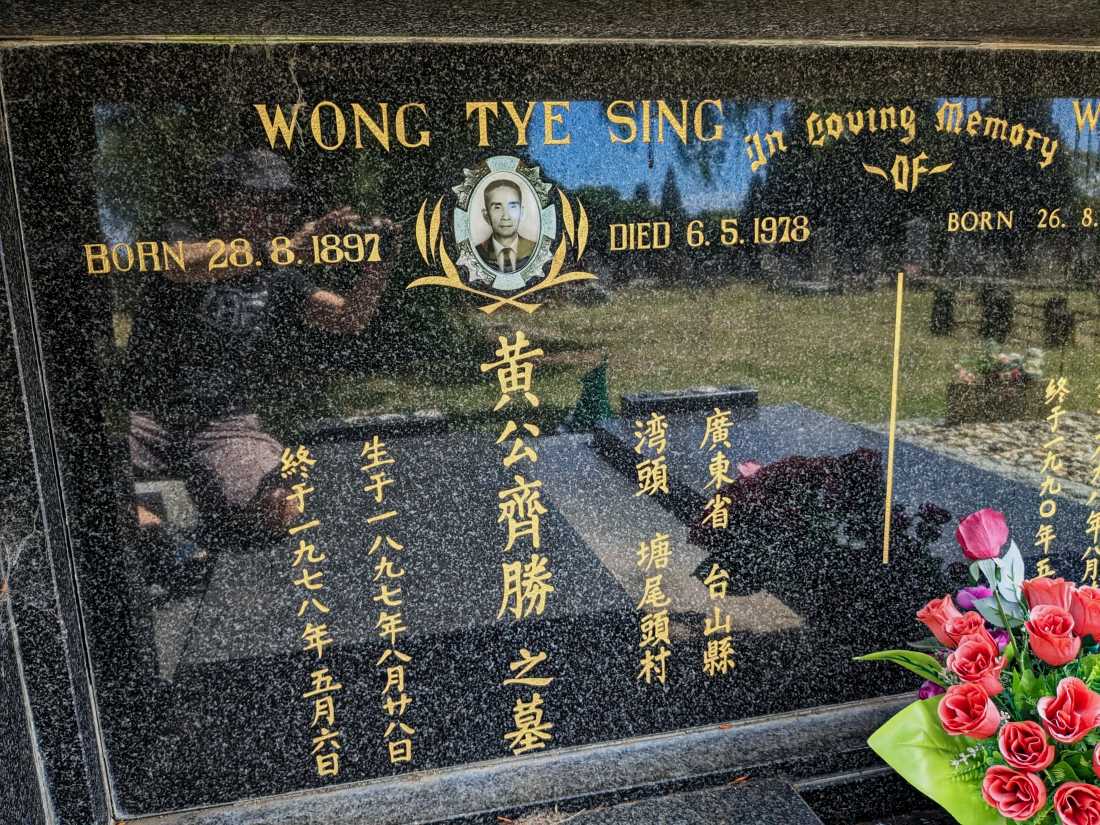 WONG TYE SING
In Loving Memory
OF
W
BORN 28.8.1897
DIED 6.5.1978
BORN 26.8.
廣東省 台山縣
湾頭 塘尾頭村
黃公齊勝之墓
生于一八九七年八月廿八日
終于一九七八年五月六日
終于一九九〇年五